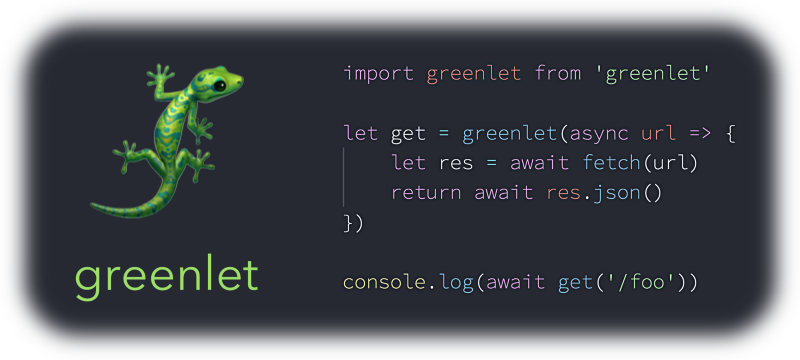 greenlet
import greenlet from 'greenlet'
let get = greenlet(async url => {
let res = await fetch(url)
return await res.json()
})
console.log(await get('/foo'))